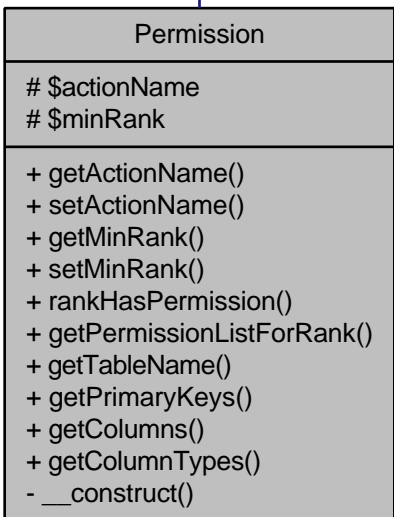 Permission
# $actionName
# $minRank
+ getActionName()
+ setActionName()
+ getMinRank()
+ setMinRank()
+ rankHasPermission()
+ getPermissionListForRank()
+ getTableName()
+ getPrimaryKeys()
+ getColumns()
+ getColumnTypes()
- __construct()